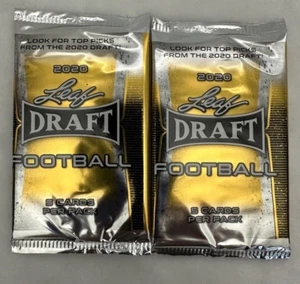 LOOK FOR TOP PICKS
FROM THE 2020 DRAFT!
2020
Leaf
DRAFT
FOOTBALL
5 CARDS
PER PACK
LOOK FOR TOP PICKS
FROM THE 2020 DRAFT!
2020
Leaf
DRAFT
FOOTBALL
5 CARDS
PER PACK